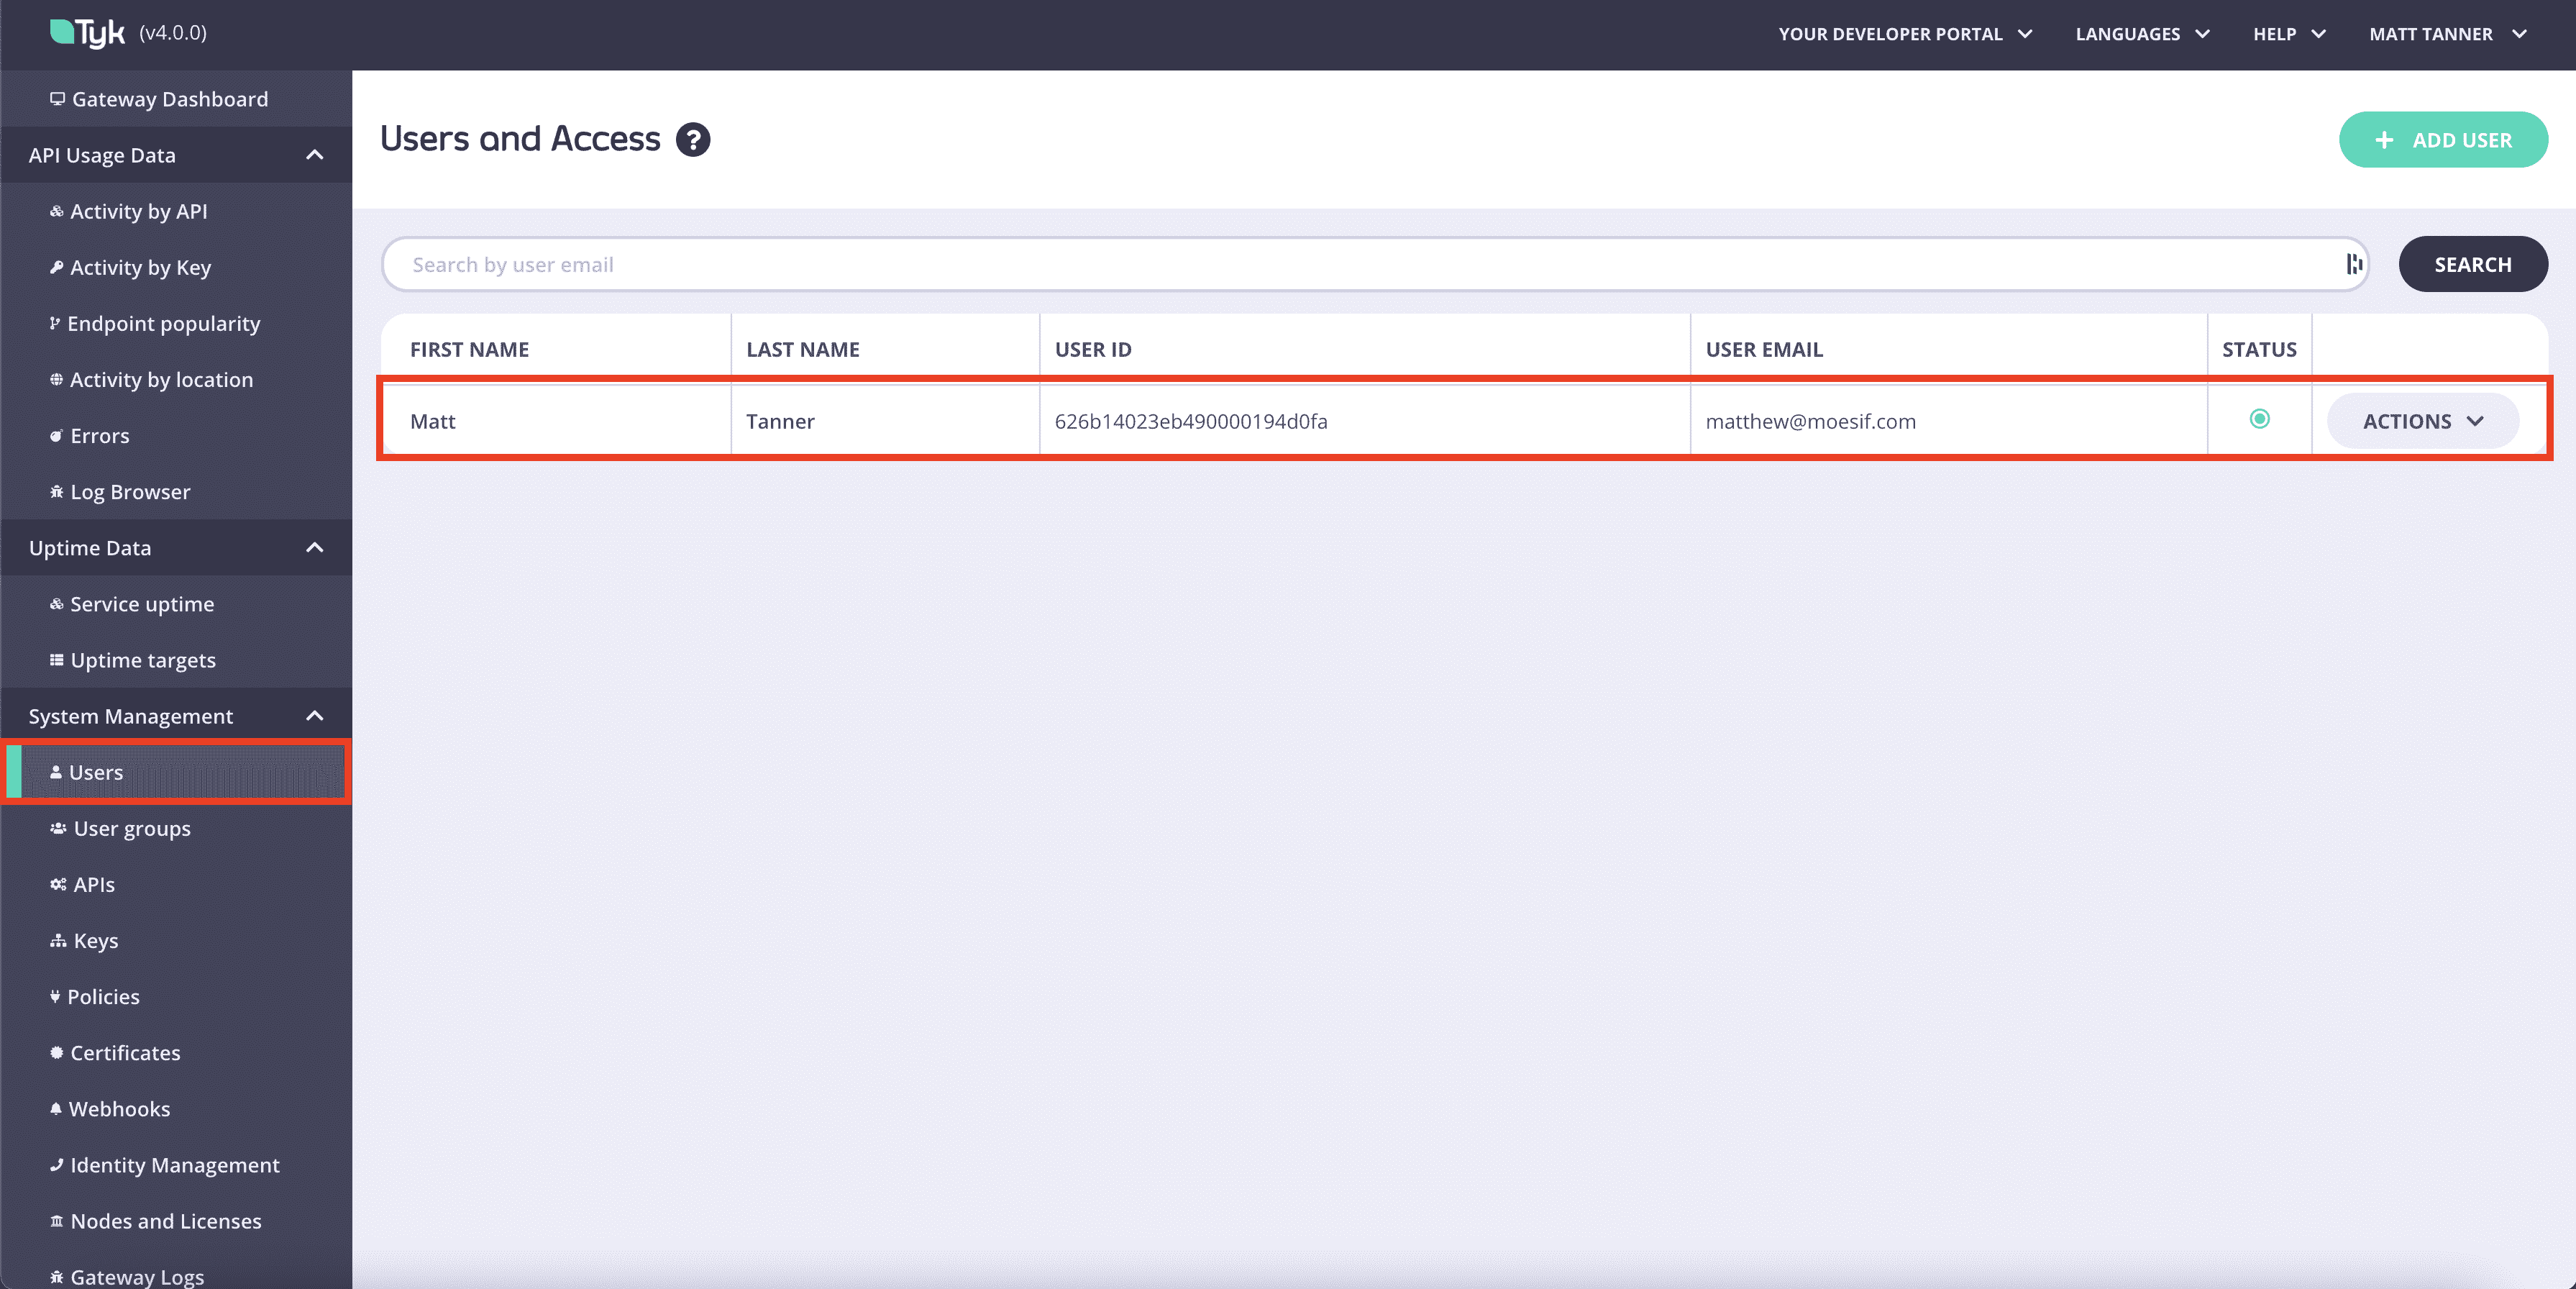 Tyk (v4.0.0)
YOUR DEVELOPER PORTAL LANGUAGES HELP MATT TANNER
Gateway Dashboard
API Usage Data
Activity by API
Activity by Key
Endpoint popularity
Activity by location
Errors
Log Browser
Uptime Data
Service uptime
Uptime targets
System Management
Users
User groups
APIs
Keys
Policies
Certificates
Webhooks
Identity Management
Nodes and Licenses
Gateway Logs
Users and Access ?
+ ADD USER
Search by user email
SEARCH
FIRST NAME LAST NAME USER ID USER EMAIL STATUS
Matt Tanner 626b14023eb490000194d0fa matthew@moesif.com ACTIONS